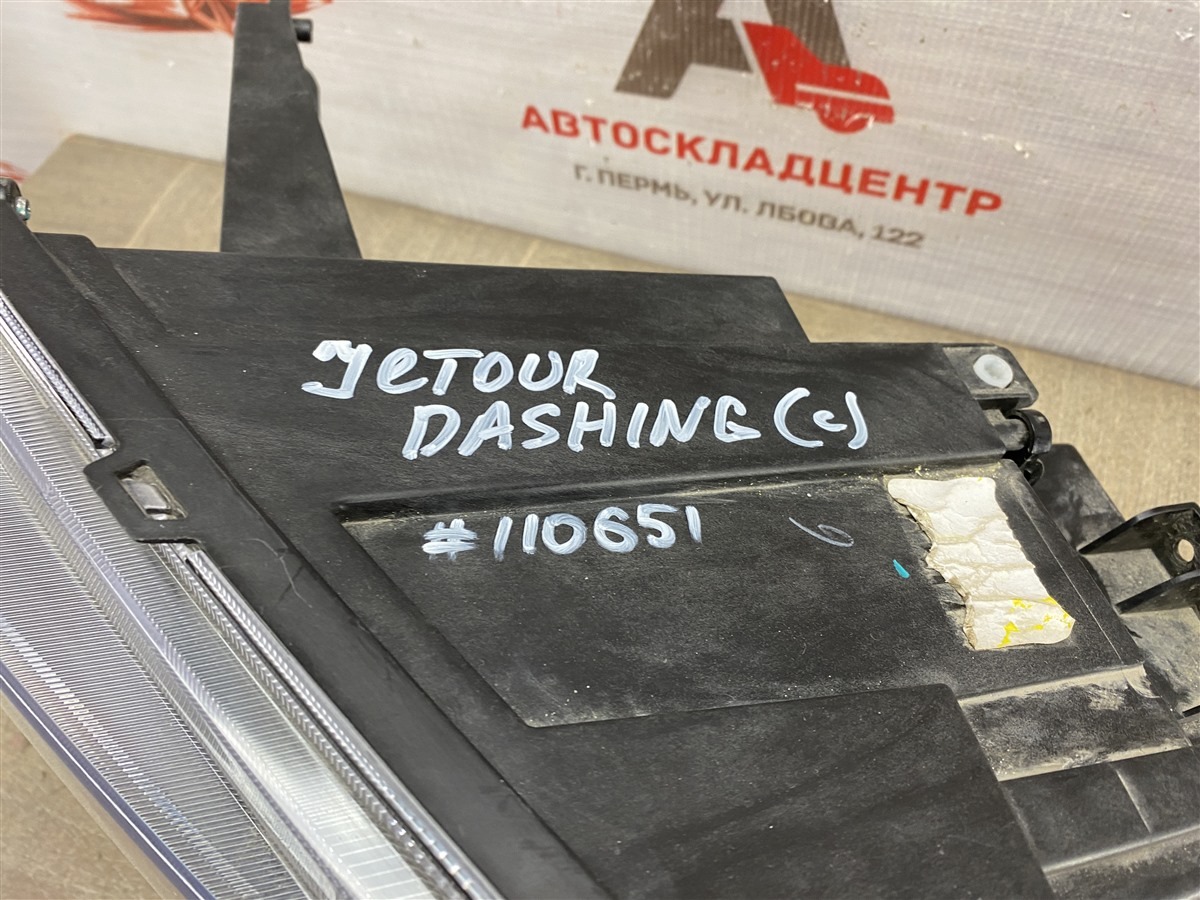 АВТОСКЛАДЦЕНТР
Г. ПЕРМЬ, УЛ. ЛБОВА, 122
JeTOUR
DASHING (c)
#110651